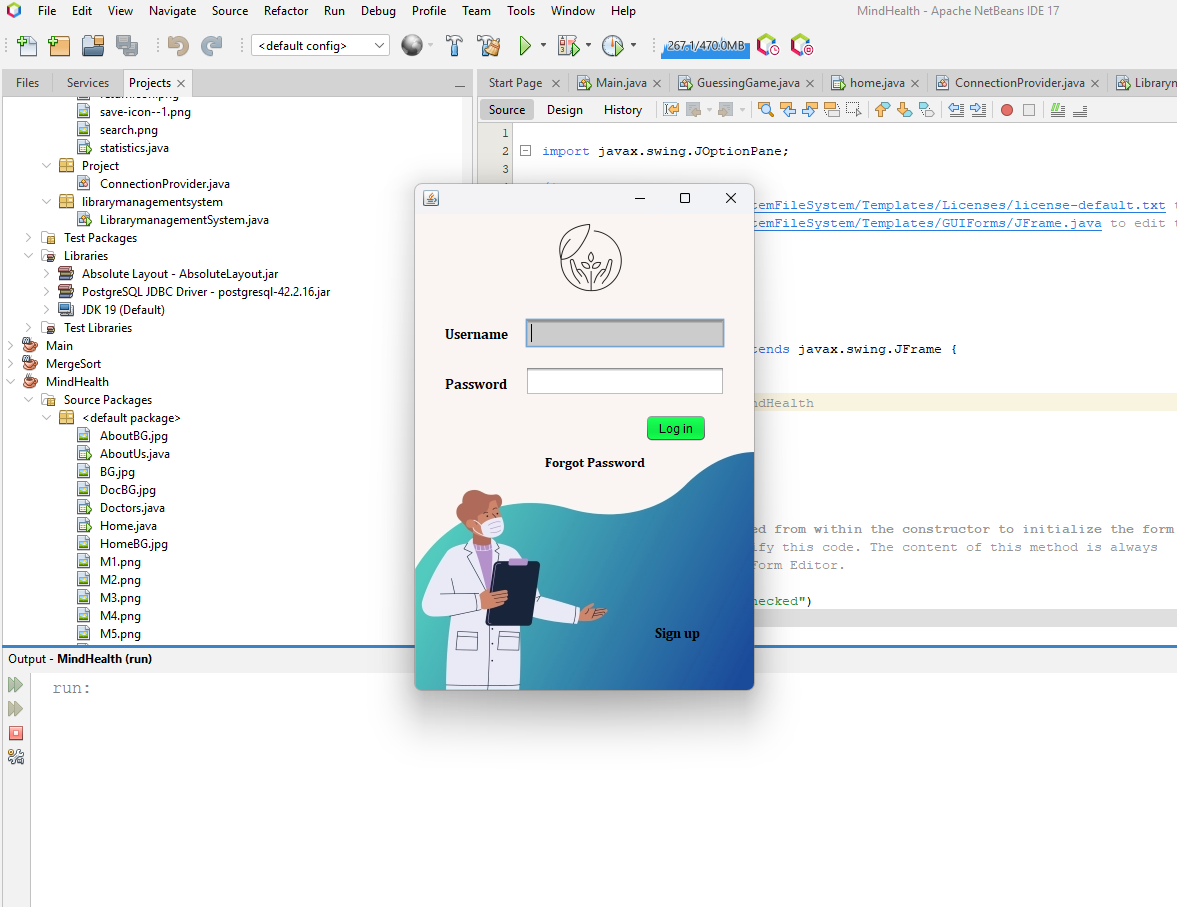 File Edit View Navigate Source Refactor Run Debug Profile Team Tools Window Help
MindHealth - Apache NetBeans IDE 17
<default config>
267.1/470.0MB
Files Services Projects
save-icon--1.png
search.png
statistics.java
Project
ConnectionProvider.java
librarymanagementsystem
LibrarymanagementSystem.java
Test Packages
Libraries
Absolute Layout - AbsoluteLayout.jar
PostgreSQL JDBC Driver - postgresql-42.2.16.jar
JDK 19 (Default)
Test Libraries
Main
MergeSort
MindHealth
Source Packages
<default package>
AboutBG.jpg
AboutUs.java
BG.jpg
DocBG.jpg
Doctors.java
Home.java
HomeBG.jpg
M1.png
M2.png
M3.png
M4.png
M5.png
Start Page Main.java GuessingGame.java home.java ConnectionProvider.java Libraryn
Source Design History
1
2 import javax.swing.JOptionPane;
3
temFileSystem/Templates/Licenses/license-default.txt t
temFileSystem/Templates/GUIForms/JFrame.java to edit t
tends javax.swing.JFrame {
ndHealth
ed from within the constructor to initialize the form
ify this code. The content of this method is always
Form Editor.
hecked")
Username
Password
Log in
Forgot Password
Sign up
Output - MindHealth (run)
run: